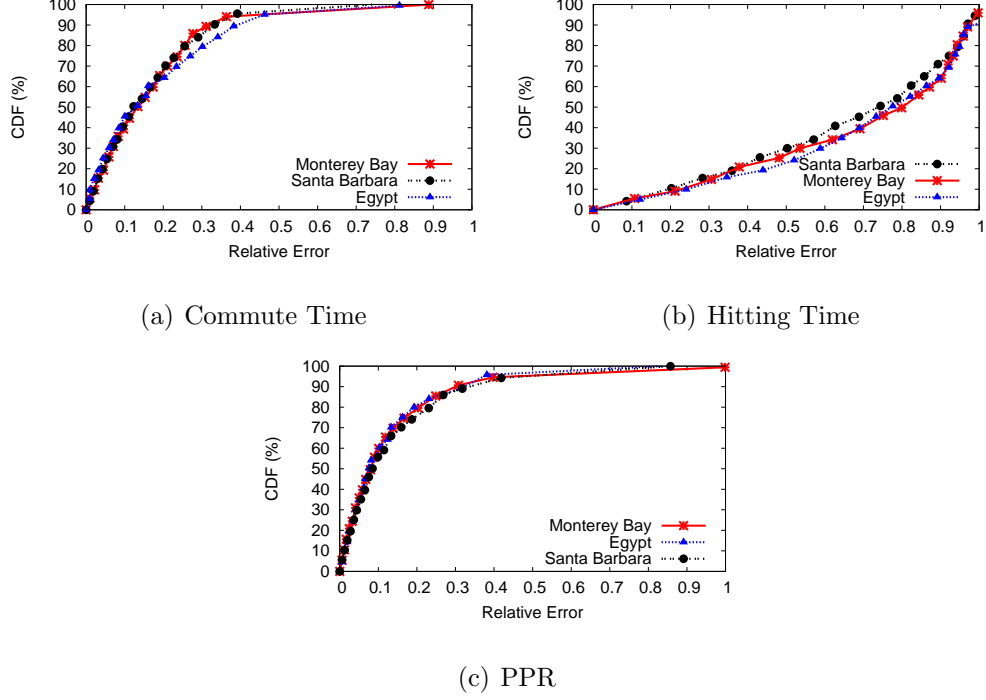 100
90
80
70
60
50
40
30
20
10
0
CDF (%)
Monterey Bay
Santa Barbara
Egypt
0 0.1 0.2 0.3 0.4 0.5 0.6 0.7 0.8 0.9 1
Relative Error
(a) Commute Time
100
90
80
70
60
50
40
30
20
10
0
CDF (%)
Santa Barbara
Monterey Bay
Egypt
0 0.1 0.2 0.3 0.4 0.5 0.6 0.7 0.8 0.9 1
Relative Error
(b) Hitting Time
100
90
80
70
60
50
40
30
20
10
0
CDF (%)
Monterey Bay
Egypt
Santa Barbara
0 0.1 0.2 0.3 0.4 0.5 0.6 0.7 0.8 0.9 1
Relative Error
(c) PPR